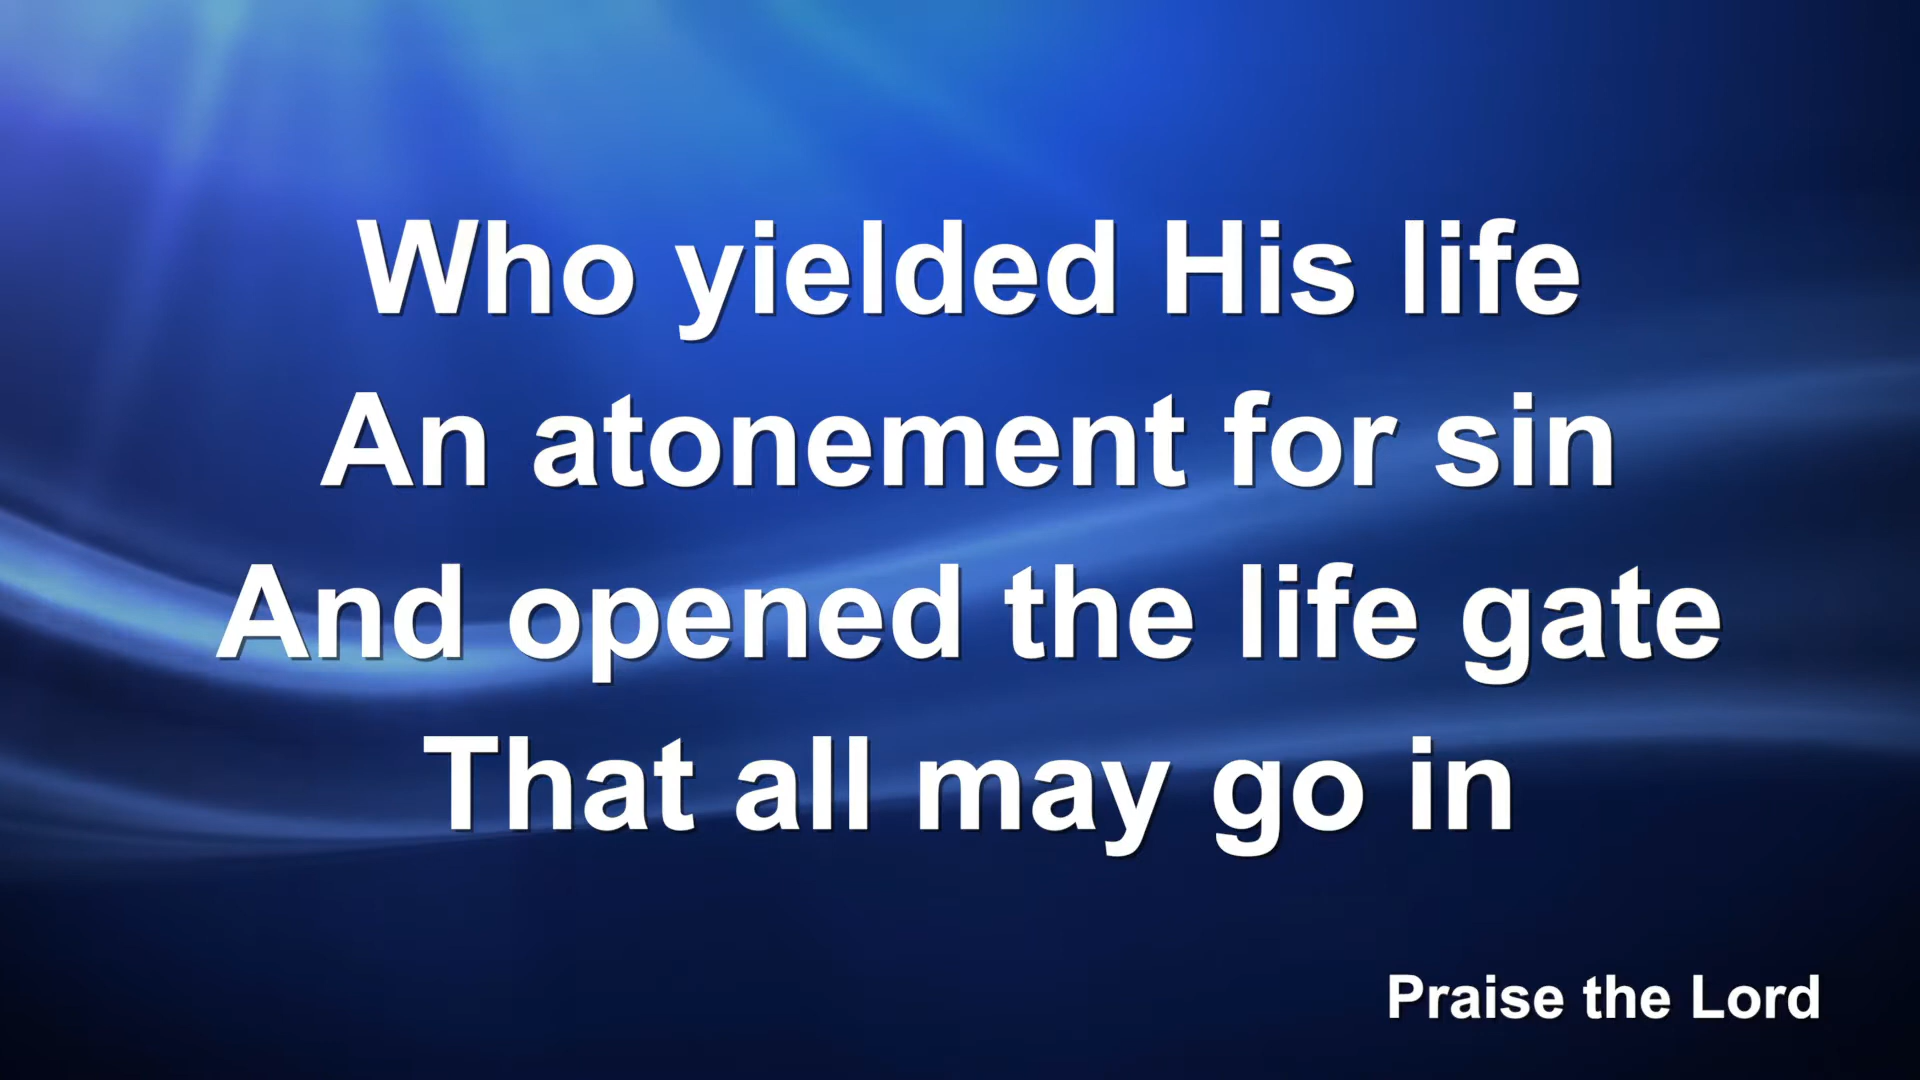 Who yielded His life
An atonement for sin
And opened the life gate
That all may go in
Praise the Lord